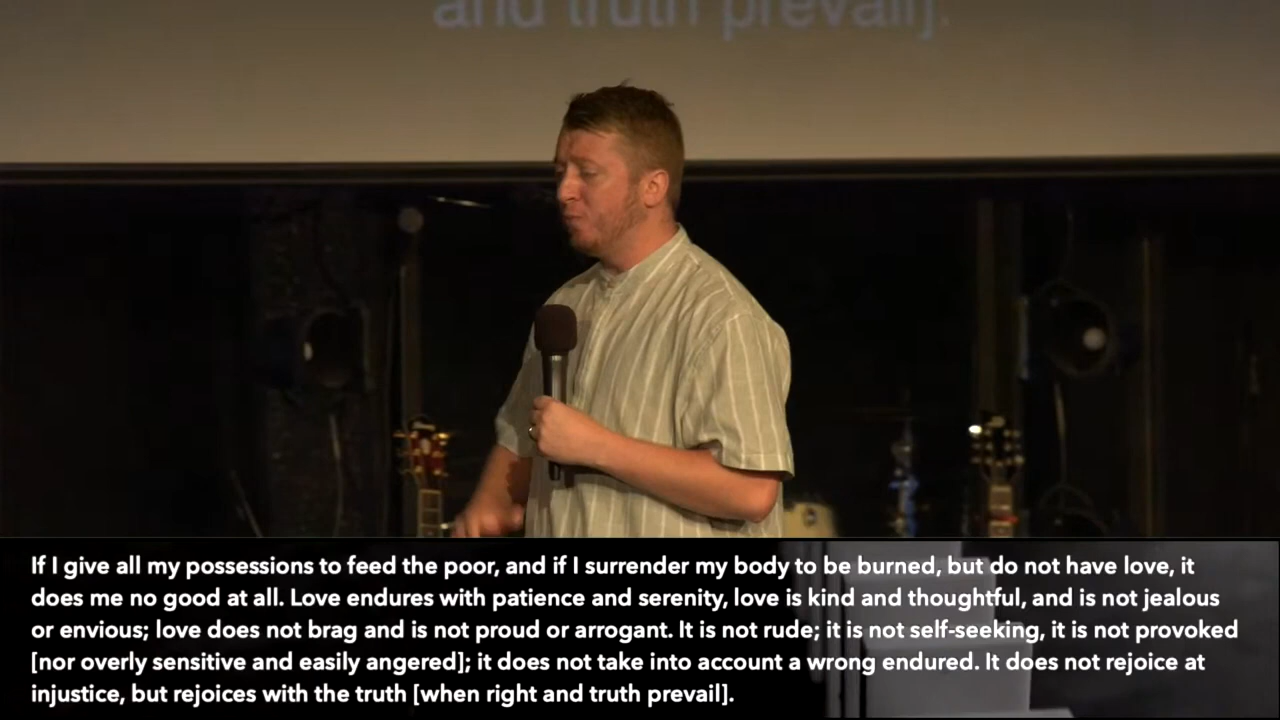 and truth prevail].
If I give all my possessions to feed the poor, and if I surrender my body to be burned, but do not have love, it
does me no good at all. Love endures with patience and serenity, love is kind and thoughtful, and is not jealous
or envious; love does not brag and is not proud or arrogant. It is not rude; it is not self-seeking, it is not provoked
[nor overly sensitive and easily angered]; it does not take into account a wrong endured. It does not rejoice at
injustice, but rejoices with the truth [when right and truth prevail].